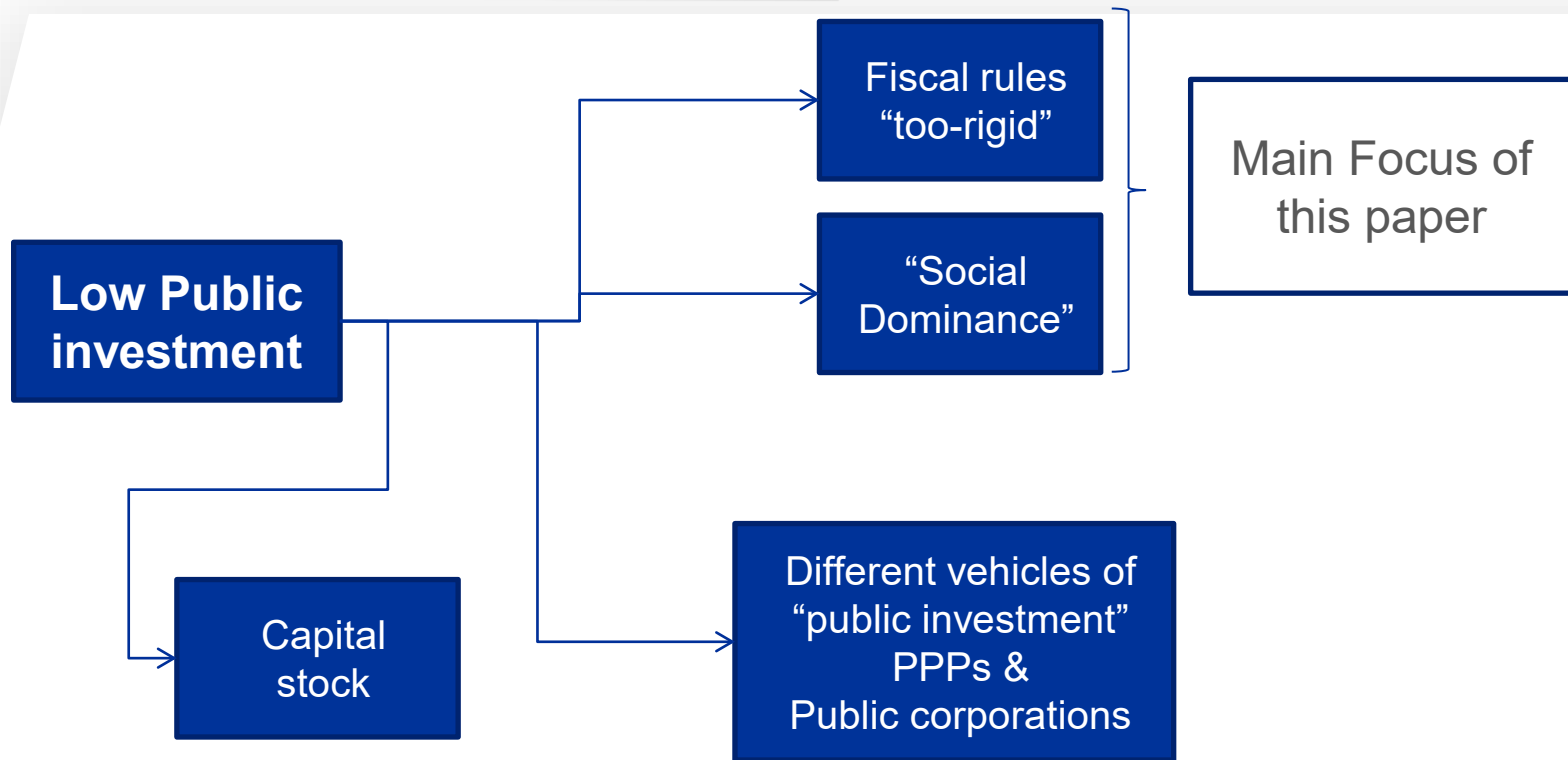 Fiscal rules
“too-rigid”
Main Focus of
this paper
“Social
Dominance”
Low Public
investment
Different vehicles of
“public investment”
PPPs &
Public corporations
Capital
stock